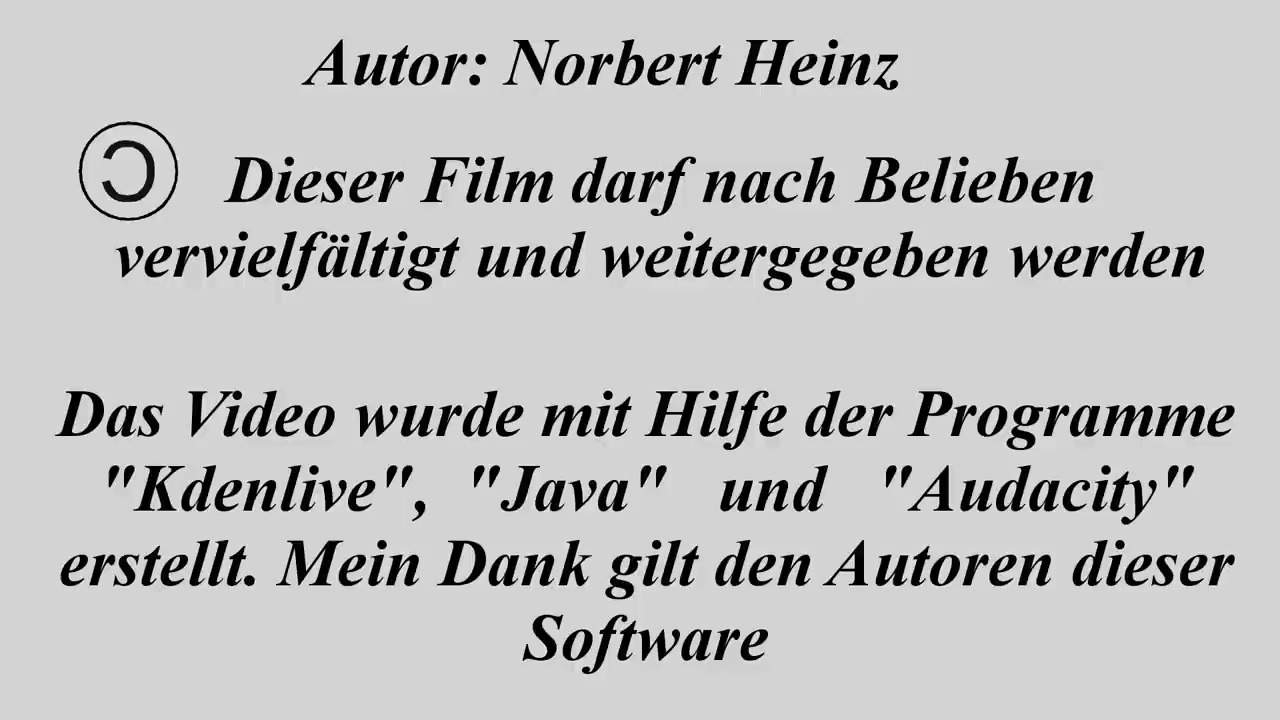 Autor: Norbert Heinz
🄯 Dieser Film darf nach Belieben
vervielfältigt und weitergegeben werden
Das Video wurde mit Hilfe der Programme
"Kdenlive", "Java" und "Audacity"
erstellt. Mein Dank gilt den Autoren dieser
Software